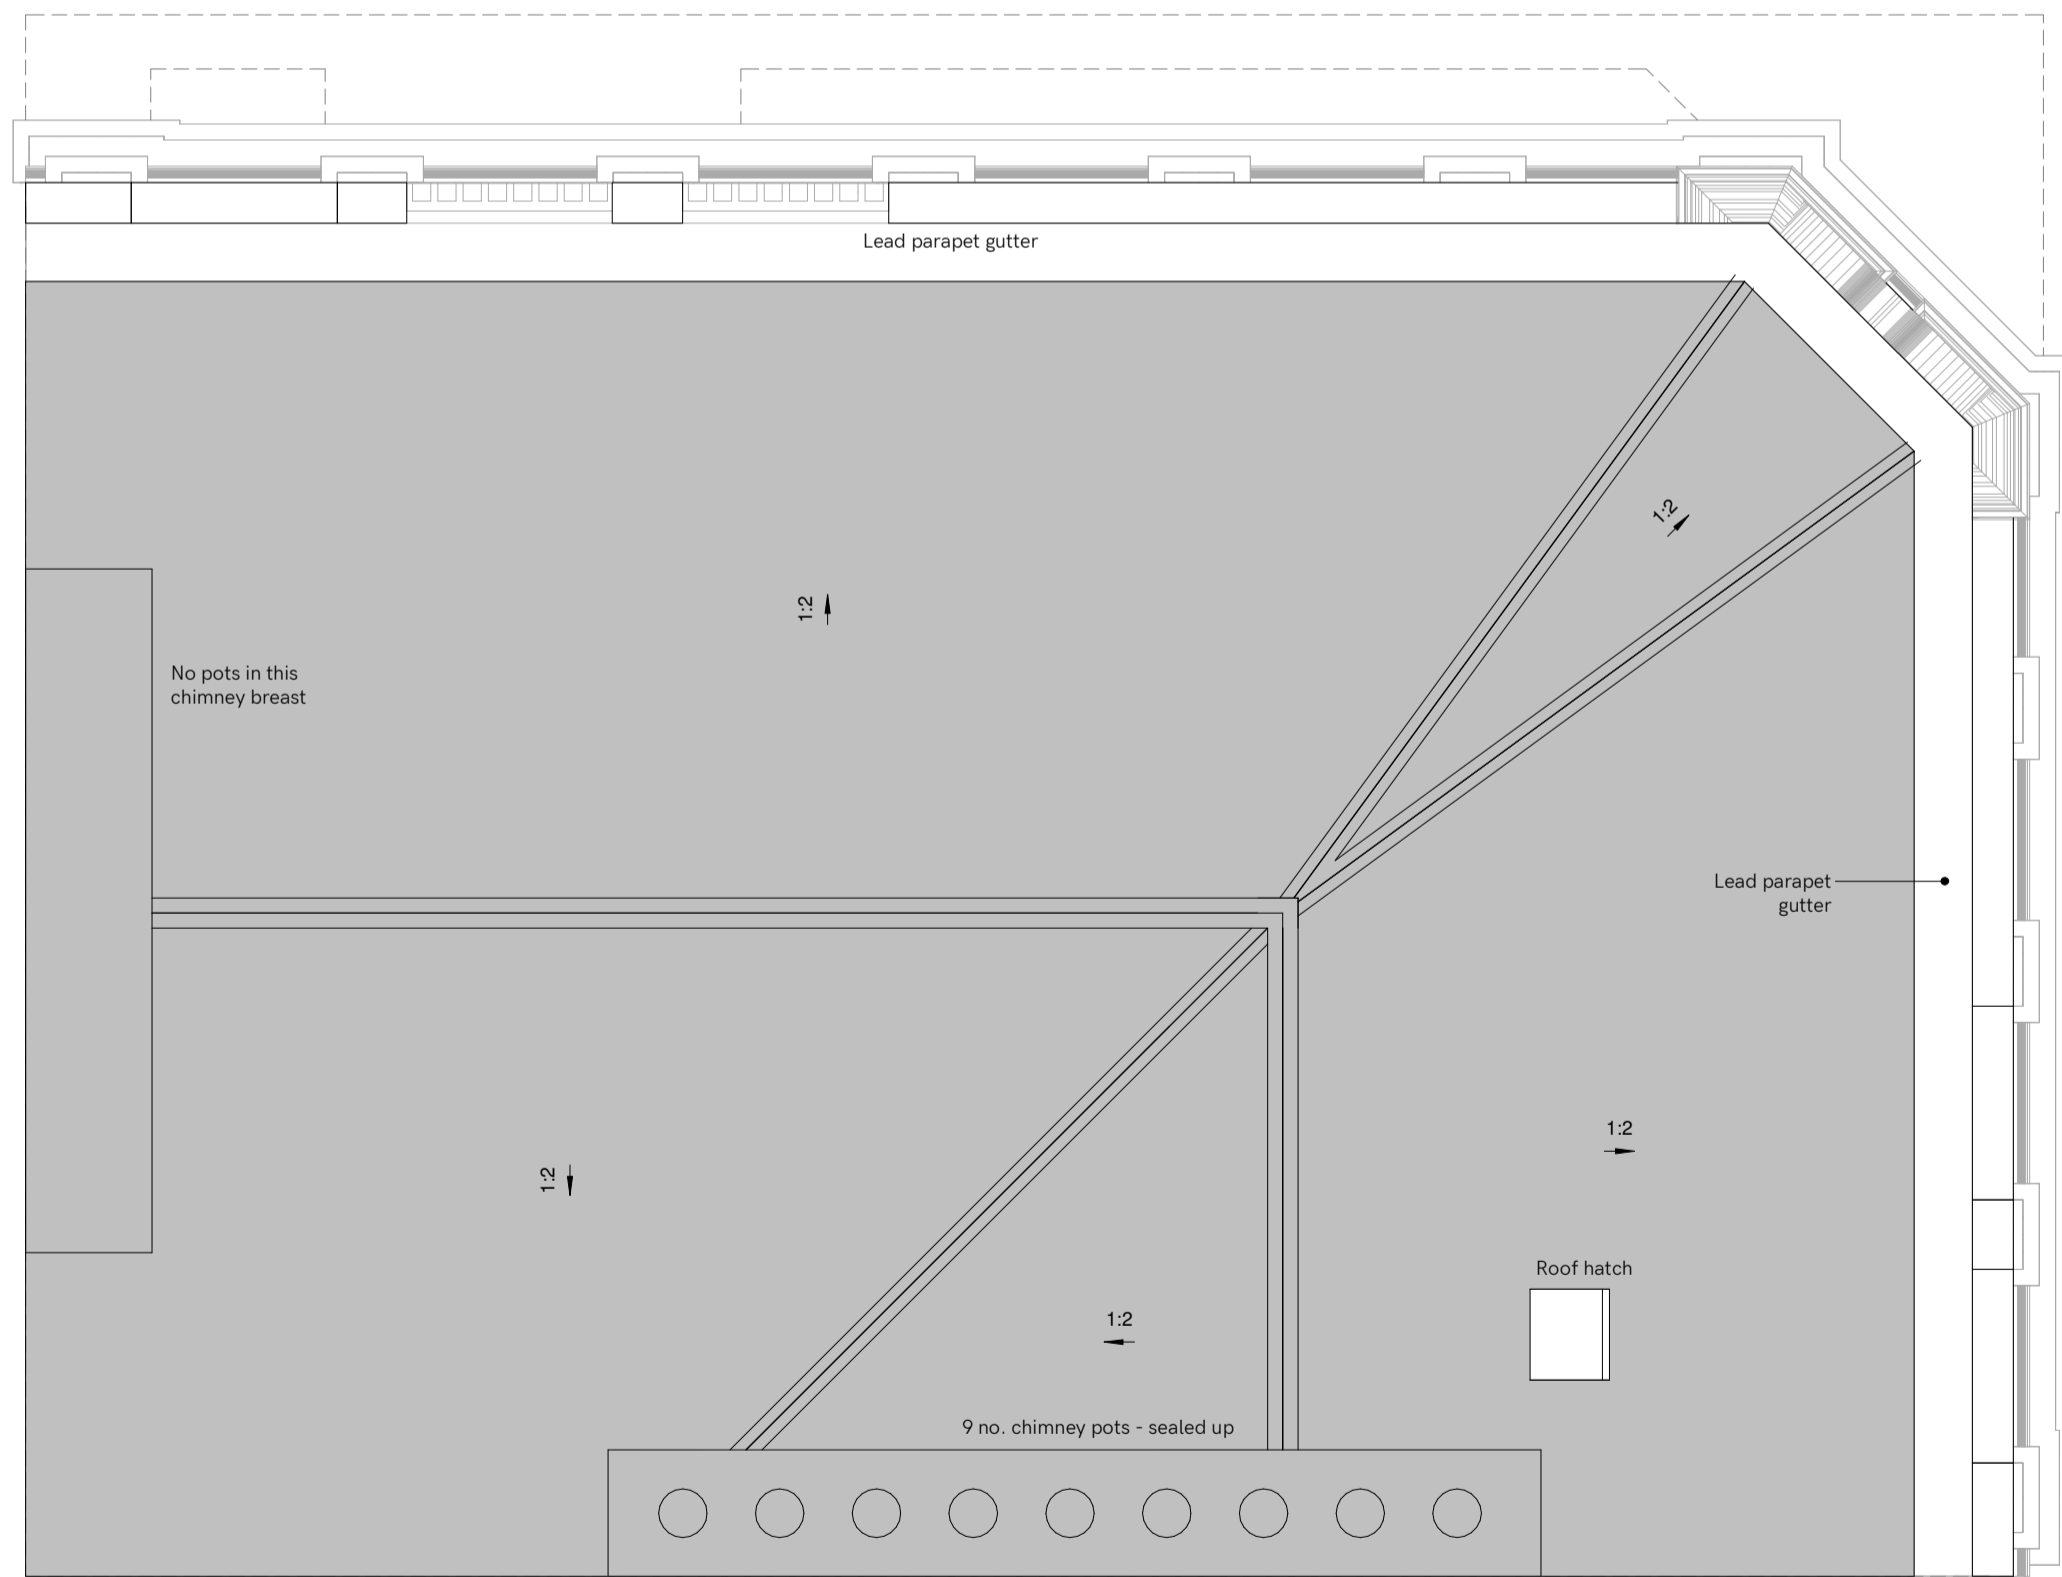 Lead parapet gutter
1:2
1:2
No pots in this
chimney breast
Lead parapet
gutter
1:2
1:2
Roof hatch
1:2
9 no. chimney pots - sealed up